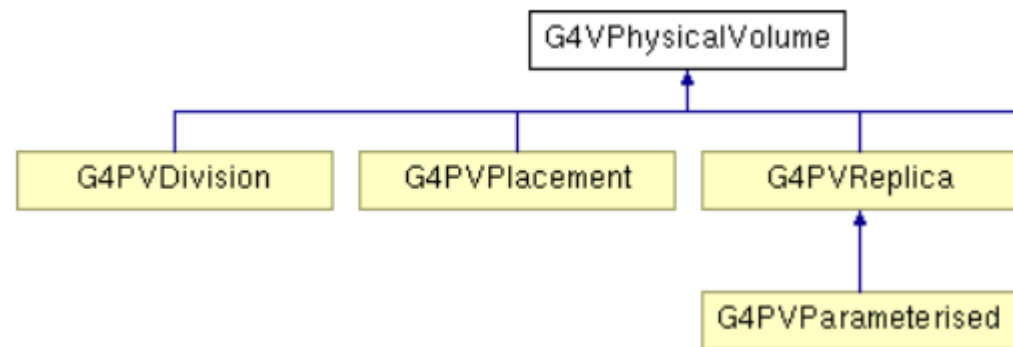 G4VPhysicalVolume
G4PVDivision
G4PVPlacement
G4PVReplica
G4PVParameterised